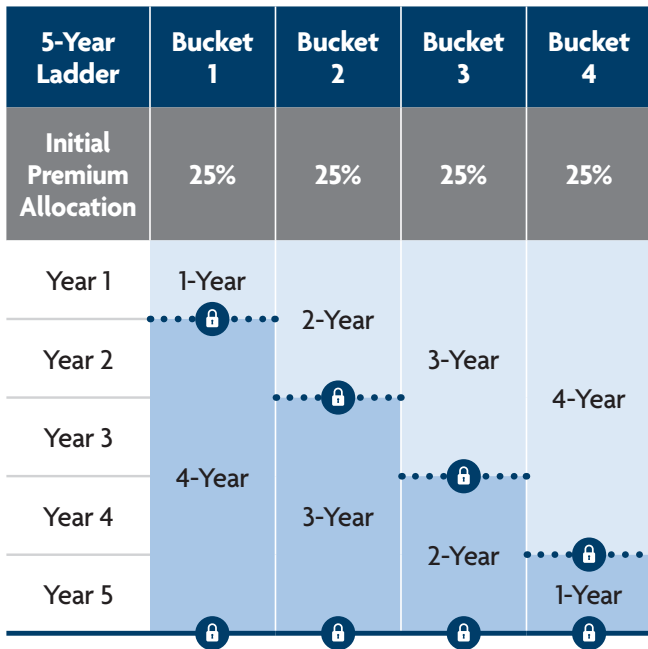 5-Year
Ladder
Bucket
1
Bucket
2
Bucket
3
Bucket
4
Initial
Premium
Allocation
25%
25%
25%
25%
Year 1
1-Year
2-Year
Year 2
3-Year
4-Year
Year 3
4-Year
Year 4
3-Year
2-Year
Year 5
1-Year